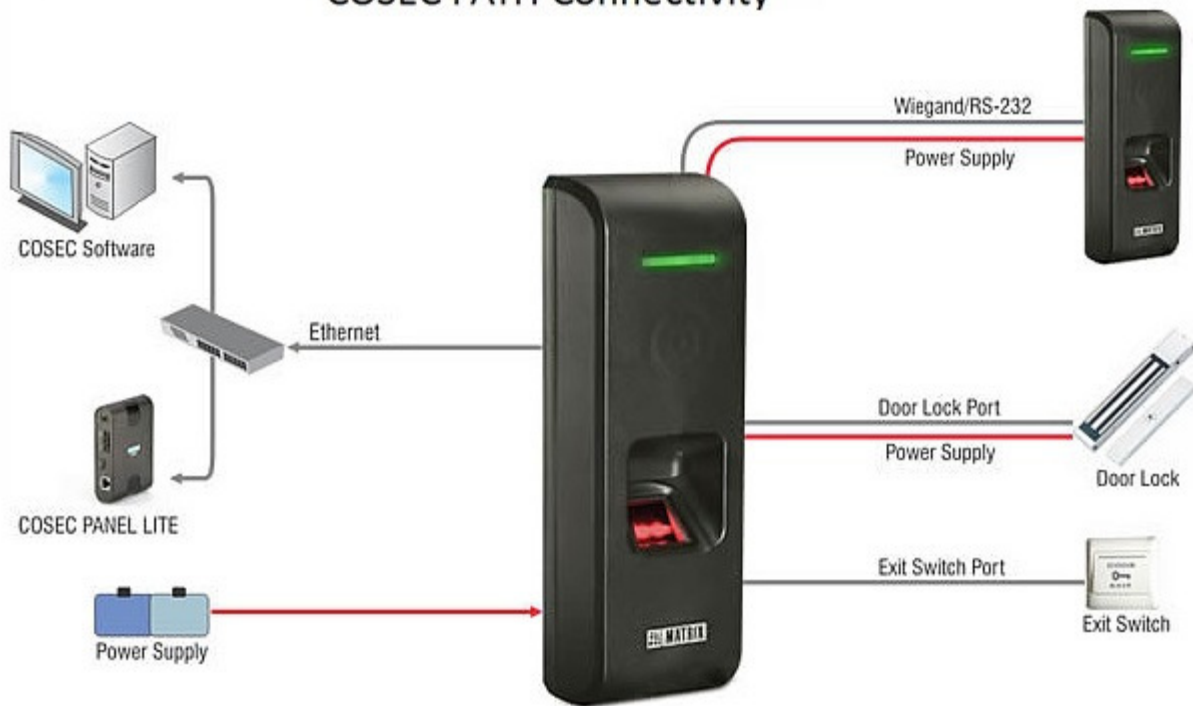 COSEC PATH Connectivity
Wiegand/RS-232
Power Supply
COSEC Software
MATRIX
Ethernet
Door Lock Port
Power Supply
Door Lock
COSEC PANEL LITE
Exit Switch Port
Power Supply
MATRIX
Exit Switch